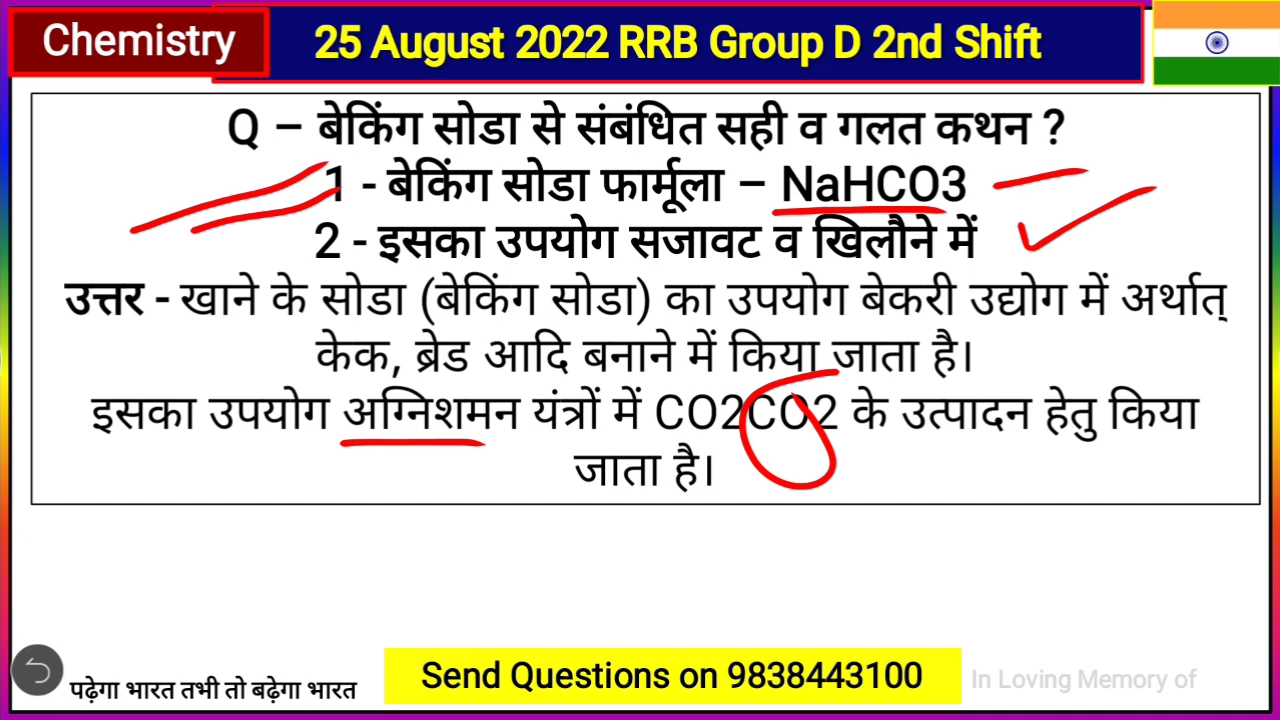 Chemistry
25 August 2022 RRB Group D 2nd Shift
Q – बेकिंग सोडा से संबंधित सही व गलत कथन ?
1 - बेकिंग सोडा फार्मूला – NaHCO3
2 - इसका उपयोग सजावट व खिलौने में
उत्तर - खाने के सोडा (बेकिंग सोडा) का उपयोग बेकरी उद्योग में अर्थात्
केक, ब्रेड आदि बनाने में किया जाता है।
इसका उपयोग अग्निशमन यंत्रों में CO2CO2 के उत्पादन हेतु किया
जाता है।
पढ़ेगा भारत तभी तो बढ़ेगा भारत
Send Questions on 9838443100
In Loving Memory of